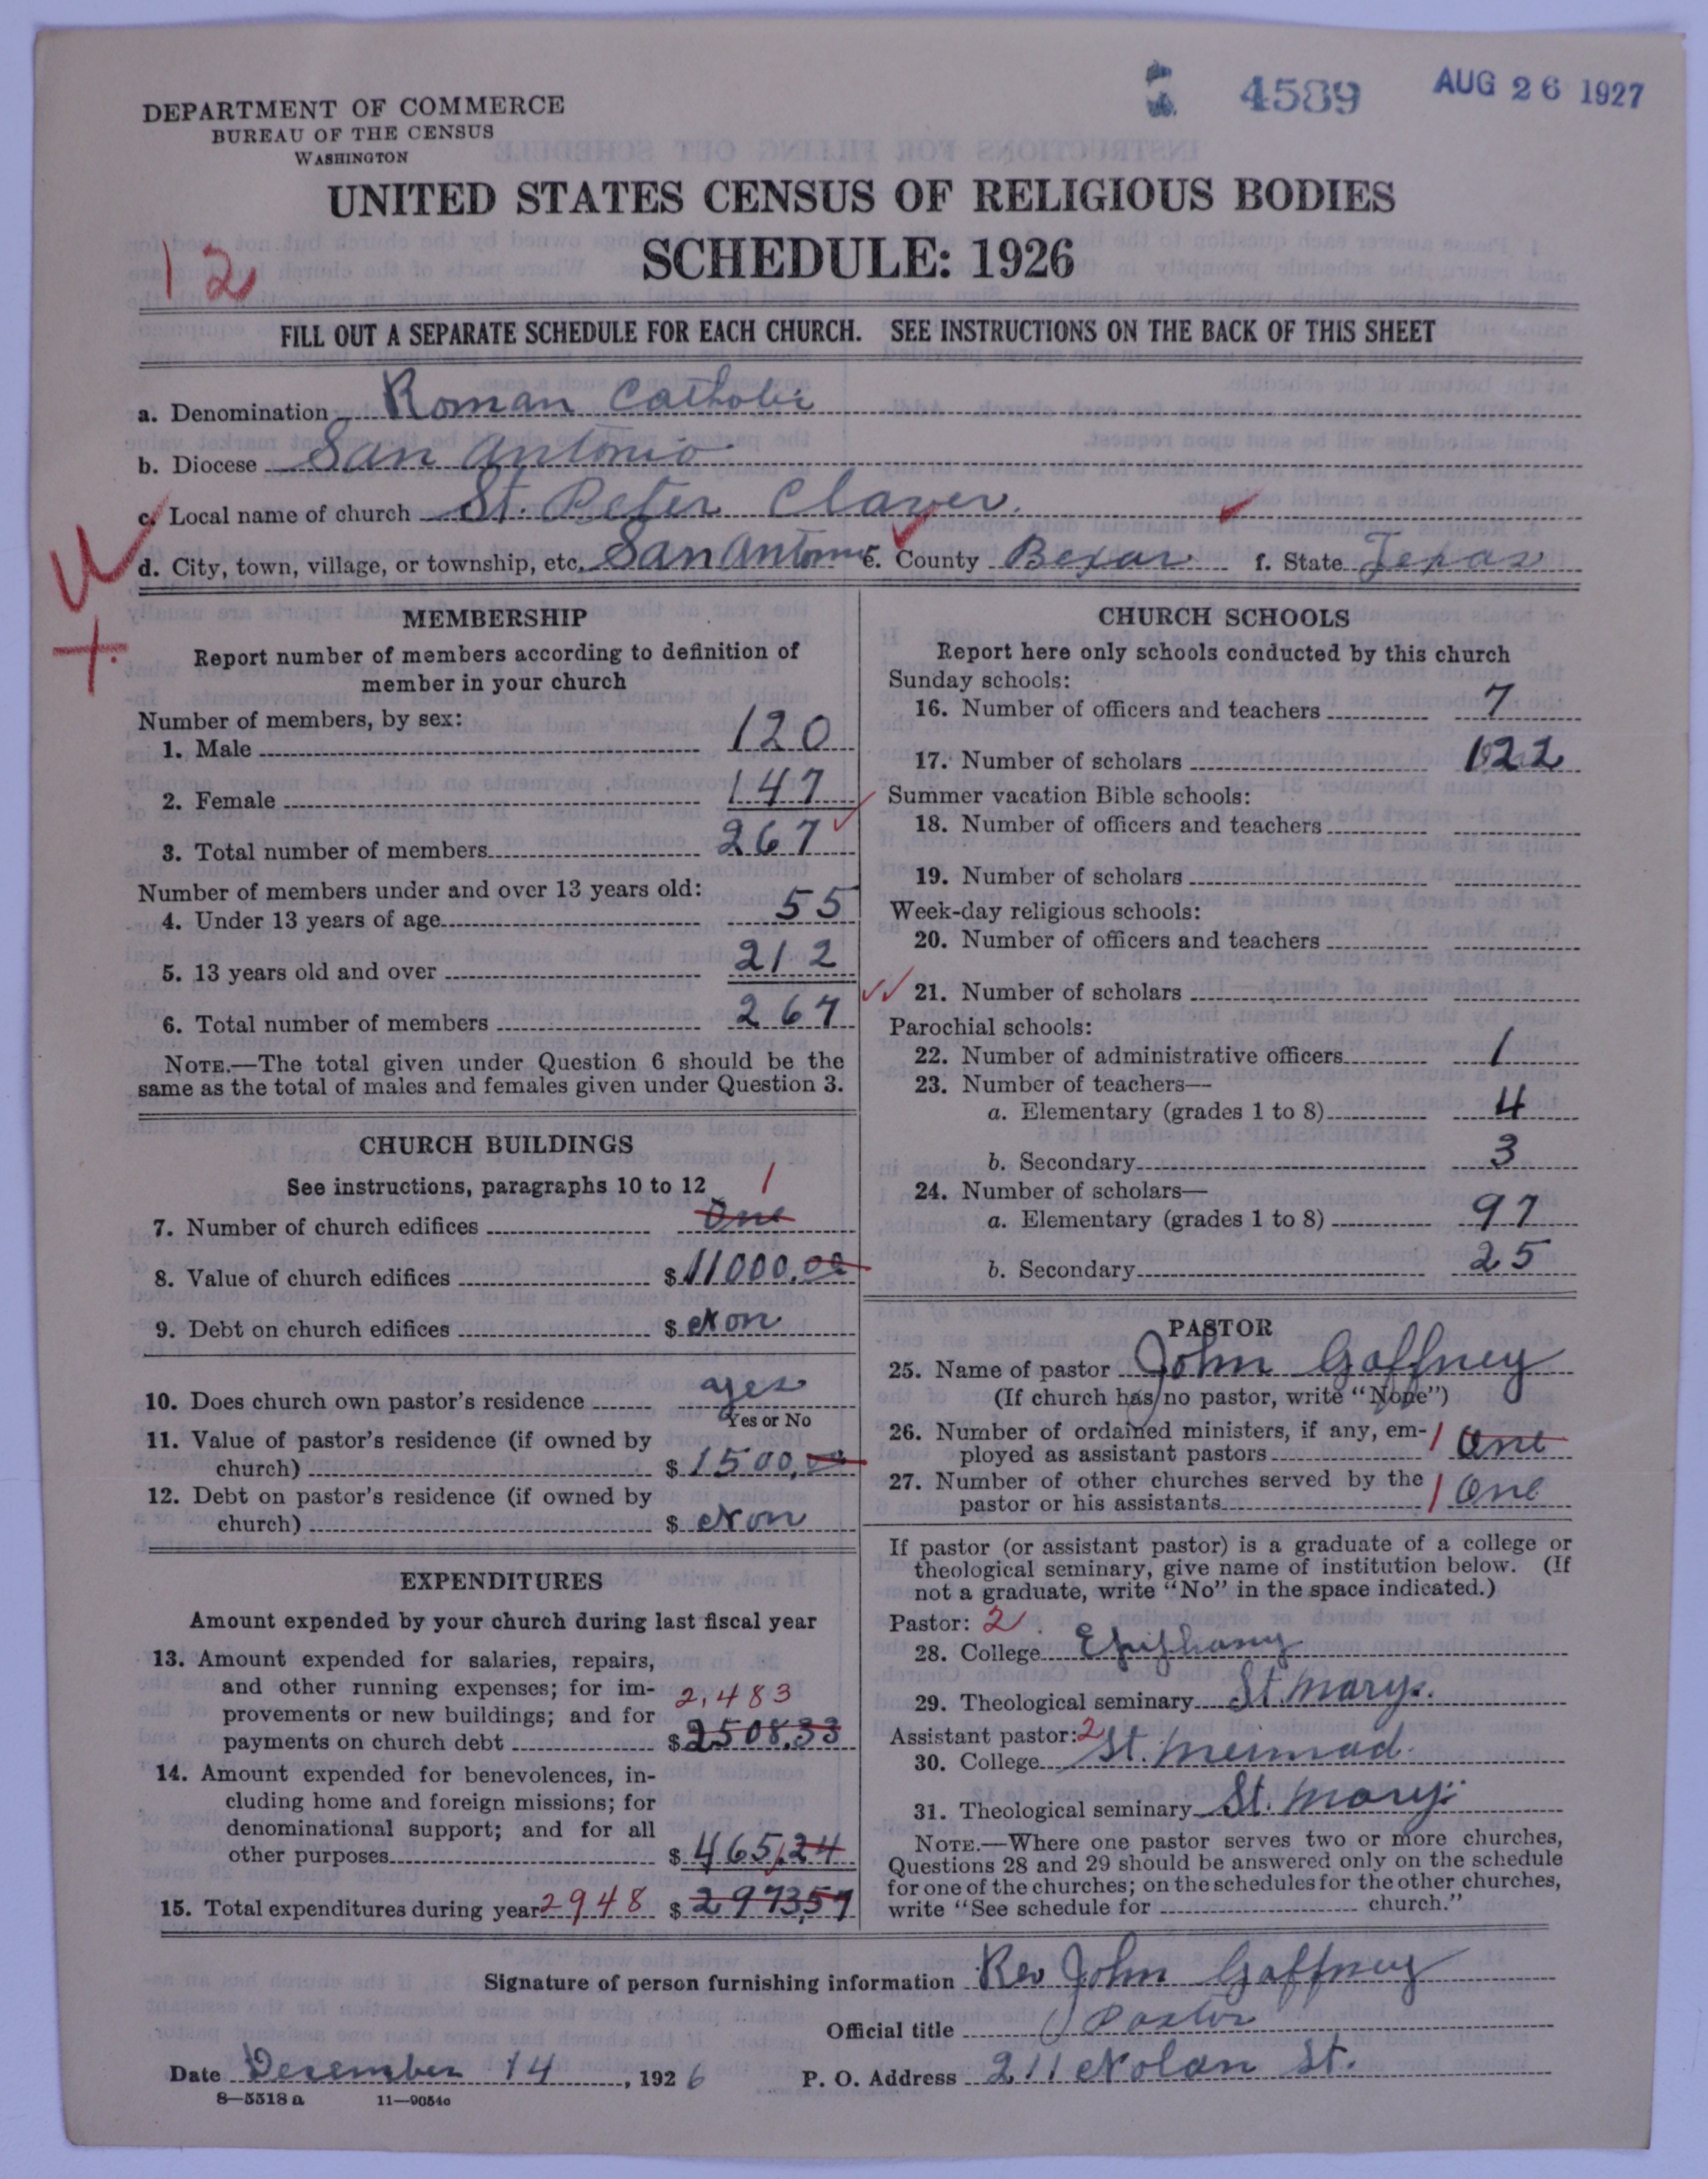 4589 AUG 26 1927
DEPARTMENT OF COMMERCE
BUREAU OF THE CENSUS
WASHINGTON
UNITED STATES CENSUS OF RELIGIOUS BODIES
SCHEDULE: 1926
12
FILL OUT A SEPARATE SCHEDULE FOR EACH CHURCH. SEE INSTRUCTIONS ON THE BACK OF THIS SHEET
a. Denomination Roman Catholic
b. Diocese San Antonio
c. Local name of church St. Peter Claver.
d. City, town, village, or township, etc. San Antonio e. County Bexar f. State Texas
MEMBERSHIP
Report number of members according to definition of
member in your church
Number of members, by sex:
1. Male 120
2. Female 147
3. Total number of members 267
Number of members under and over 13 years old:
4. Under 13 years of age 55
5. 13 years old and over 212
6. Total number of members 267
NOTE.—The total given under Question 6 should be the
same as the total of males and females given under Question 3.
CHURCH BUILDINGS
See instructions, paragraphs 10 to 12 1
7. Number of church edifices One
8. Value of church edifices $ 11000.00
9. Debt on church edifices $ Non
10. Does church own pastor's residence yes
Yes or No
11. Value of pastor's residence (if owned by
church) $ 1500.00
12. Debt on pastor's residence (if owned by
church) $ Non
EXPENDITURES
Amount expended by your church during last fiscal year
13. Amount expended for salaries, repairs,
and other running expenses; for im-
provements or new buildings; and for 2,483
payments on church debt $ 2508.33
14. Amount expended for benevolences, in-
cluding home and foreign missions; for
denominational support; and for all
other purposes $ 465.24
15. Total expenditures during year 2948 $ 2973.57
CHURCH SCHOOLS
Report here only schools conducted by this church
Sunday schools:
16. Number of officers and teachers 7
17. Number of scholars 122
Summer vacation Bible schools:
18. Number of officers and teachers
19. Number of scholars
Week-day religious schools:
20. Number of officers and teachers
21. Number of scholars
Parochial schools:
22. Number of administrative officers 1
23. Number of teachers—
a. Elementary (grades 1 to 8) 4
b. Secondary 3
24. Number of scholars—
a. Elementary (grades 1 to 8) 97
b. Secondary 25
PASTOR
25. Name of pastor John Gaffney
(If church has no pastor, write "None")
26. Number of ordained ministers, if any, em-
ployed as assistant pastors 1 One
27. Number of other churches served by the
pastor or his assistants 1 One
If pastor (or assistant pastor) is a graduate of a college or
theological seminary, give name of institution below. (If
not a graduate, write "No" in the space indicated.)
Pastor: 2
28. College Epiphany
29. Theological seminary St. Marys.
Assistant pastor: 2
30. College St. Meinrad
31. Theological seminary St. Marys
NOTE.—Where one pastor serves two or more churches,
Questions 28 and 29 should be answered only on the schedule
for one of the churches; on the schedules for the other churches,
write "See schedule for church."
Signature of person furnishing information Rev John Gaffney
Official title Pastor
Date December 14, 1926 P. O. Address 211 Nolan St.
8—5518 a 11—9054c